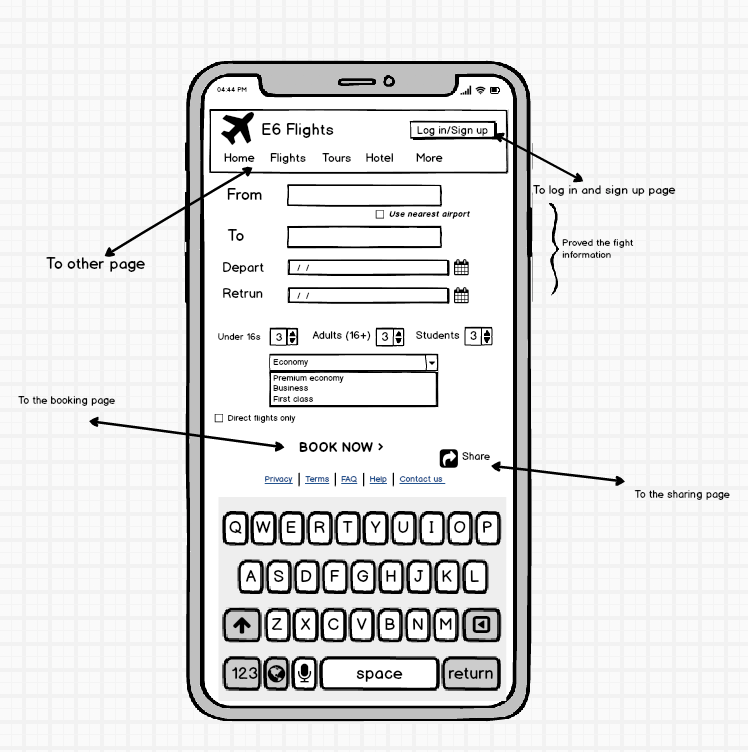 04:44 PM
E6 Flights
Log in/Sign up
Home Flights Tours Hotel More
To log in and sign up page
From
Use nearest airport
To
Proved the fight
information
To other page
Depart / /
Retrun / /
Under 16s 3 Adults (16+) 3 Students 3
Economy
Premium economy
Business
First class
To the booking page
Direct flights only
BOOK NOW >
Share
Privacy Terms FAQ Help Contact us
To the sharing page
Q W E R T Y U I O P
A S D F G H J K L
Z X C V B N M
123 space return